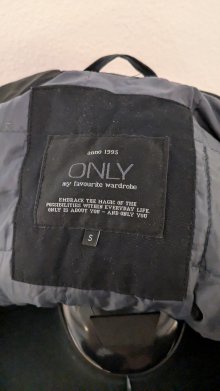 anno 1995
ONLY
my favourite wardrobe
EMBRACE THE MAGIC OF THE
POSSIBILITIES WITHIN EVERYDAY LIFE.
ONLY IS ABOUT YOU - AND ONLY YOU
S